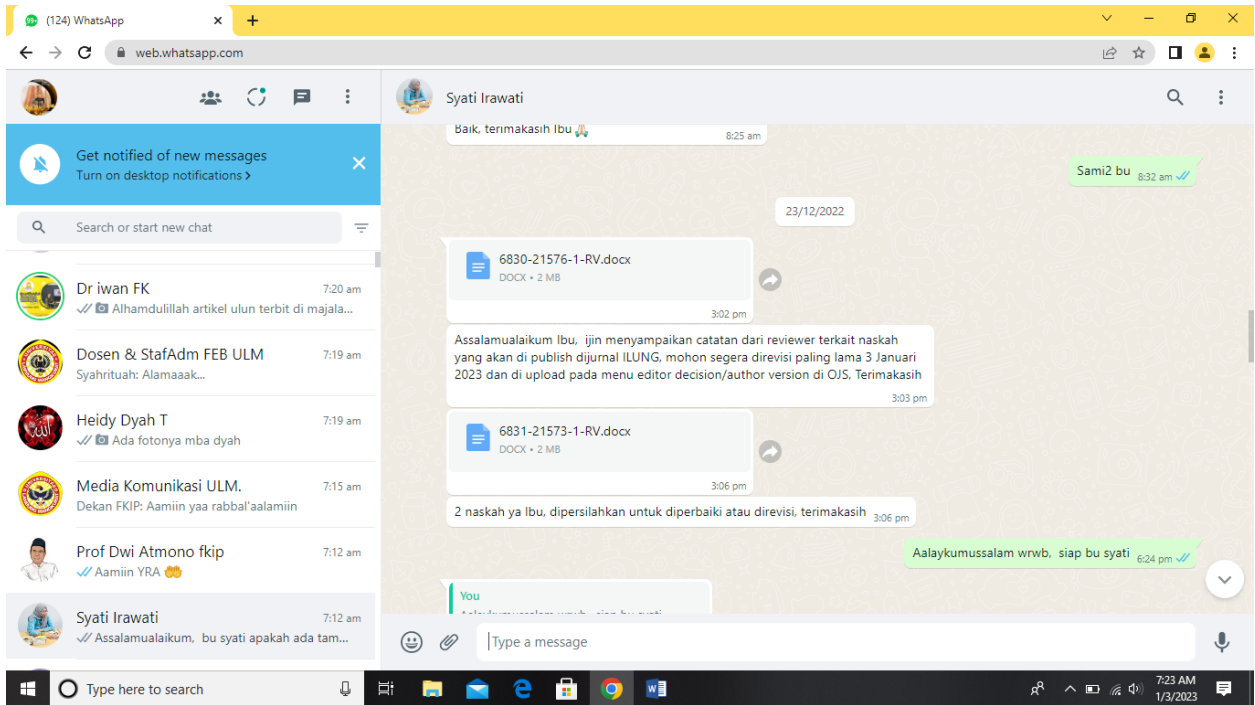 (124) WhatsApp
web.whatsapp.com
Syati Irawati
Get notified of new messages
Turn on desktop notifications >
Search or start new chat
Dr iwan FK
7:20 am
Alhamdulillah artikel ulun terbit di majala...
Dosen & StafAdm FEB ULM
7:19 am
Syahrituah: Alamaaak...
Heidy Dyah T
7:19 am
Ada fotonya mba dyah
Media Komunikasi ULM.
7:15 am
Dekan FKIP: Aamiin yaa rabbal'aalamiin
Prof Dwi Atmono fkip
7:12 am
Aamiin YRA
Syati Irawati
7:12 am
Assalamualaikum, bu syati apakah ada tam...
Baik, terimakasih Ibu
8:25 am
Sami2 bu 8:32 am
23/12/2022
6830-21576-1-RV.docx
DOCX • 2 MB
3:02 pm
Assalamualaikum Ibu, ijin menyampaikan catatan dari reviewer terkait naskah
yang akan di publish dijurnal ILUNG, mohon segera direvisi paling lama 3 Januari
2023 dan di upload pada menu editor decision/author version di OJS, Terimakasih
3:03 pm
6831-21573-1-RV.docx
DOCX • 2 MB
3:06 pm
2 naskah ya Ibu, dipersilahkan untuk diperbaiki atau direvisi, terimakasih 3:06 pm
Aalaykumussalam wrwb, siap bu syati 6:24 pm
You
Type a message
Type here to search
7:23 AM
1/3/2023